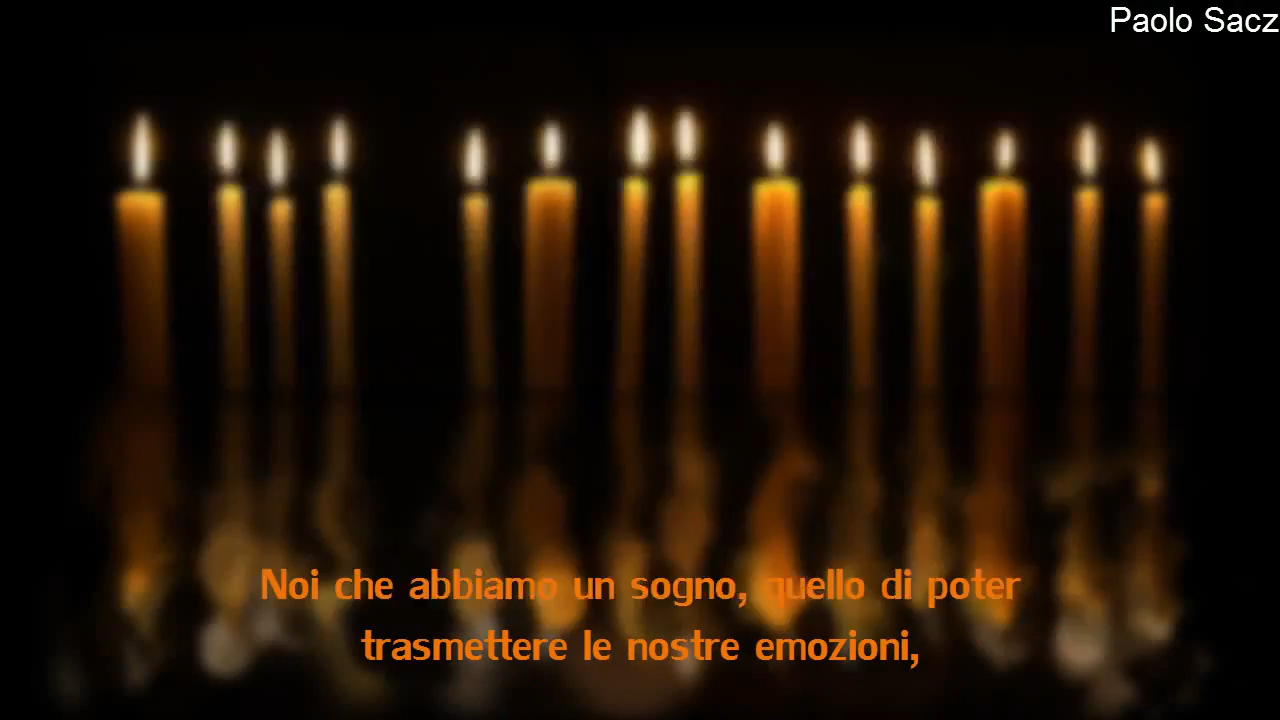 Paolo Sacz
Noi che abbiamo un sogno, quello di poter
trasmettere le nostre emozioni,